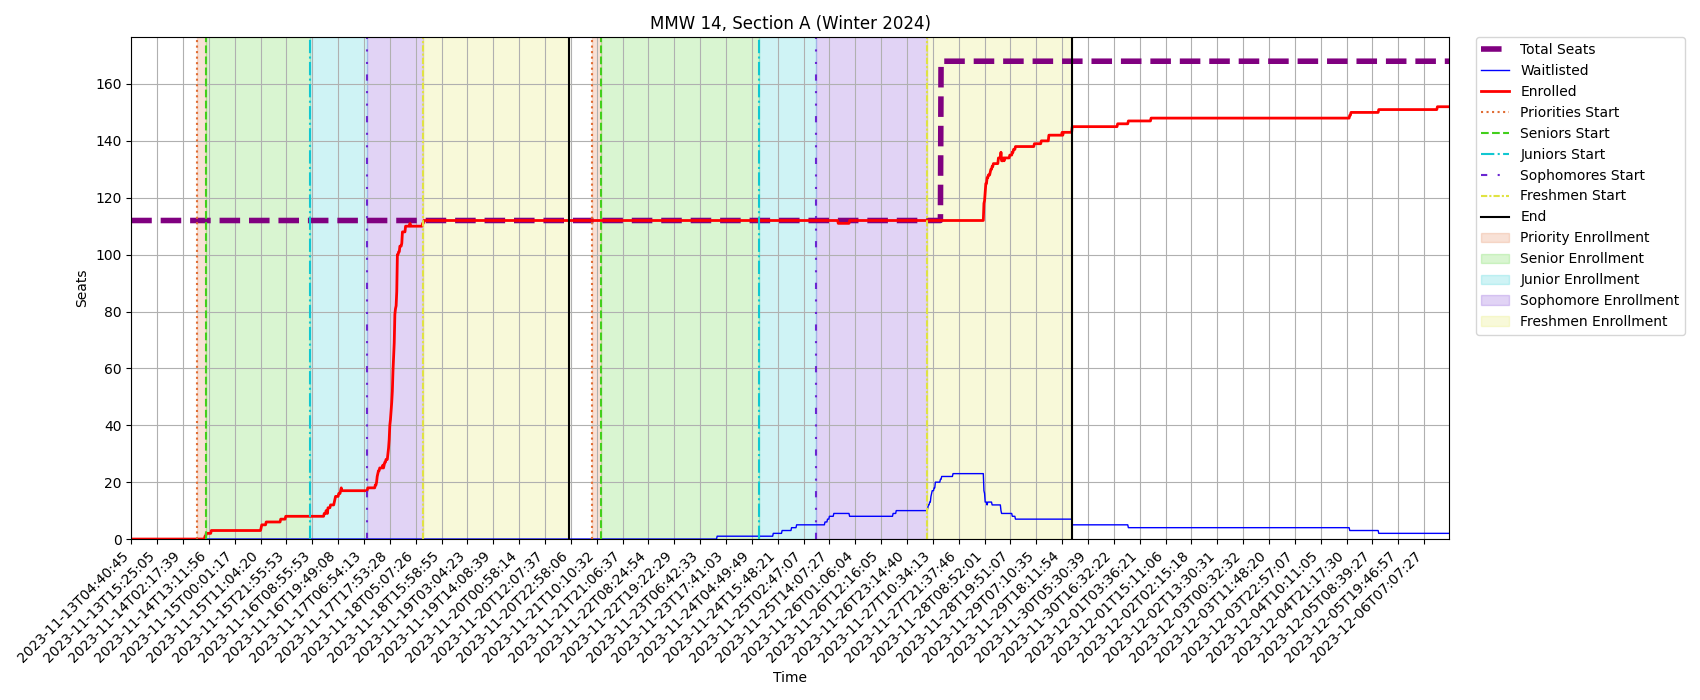 MMW 14, Section A (Winter 2024)
Seats
160
140
120
100
80
60
40
20
0
2023-11-13T04:40:45
2023-11-13T15:25:05
2023-11-14T02:17:39
2023-11-14T13:11:56
2023-11-15T00:01:17
2023-11-15T11:04:20
2023-11-15T21:55:53
2023-11-16T08:55:53
2023-11-16T19:49:08
2023-11-17T06:54:13
2023-11-17T17:53:28
2023-11-18T05:07:26
2023-11-18T15:58:55
2023-11-19T03:04:23
2023-11-19T14:08:39
2023-11-20T00:58:14
2023-11-20T12:07:37
2023-11-20T22:58:06
2023-11-21T10:10:32
2023-11-21T21:06:37
2023-11-22T08:24:54
2023-11-22T19:22:29
2023-11-23T06:42:33
2023-11-23T17:41:03
2023-11-24T04:49:49
2023-11-24T15:48:21
2023-11-25T02:47:07
2023-11-25T14:07:27
2023-11-26T01:06:04
2023-11-26T12:16:05
2023-11-26T23:14:40
2023-11-27T10:34:13
2023-11-27T21:37:46
2023-11-28T08:52:01
2023-11-28T19:51:07
2023-11-29T07:10:35
2023-11-29T18:11:54
2023-11-30T05:30:39
2023-11-30T16:32:22
2023-12-01T03:36:21
2023-12-01T15:11:06
2023-12-02T02:15:18
2023-12-02T13:30:31
2023-12-03T00:32:32
2023-12-03T11:48:20
2023-12-03T22:57:07
2023-12-04T10:11:05
2023-12-04T21:17:30
2023-12-05T08:39:27
2023-12-05T19:46:57
2023-12-06T07:07:27
Time
Total Seats
Waitlisted
Enrolled
Priorities Start
Seniors Start
Juniors Start
Sophomores Start
Freshmen Start
End
Priority Enrollment
Senior Enrollment
Junior Enrollment
Sophomore Enrollment
Freshmen Enrollment